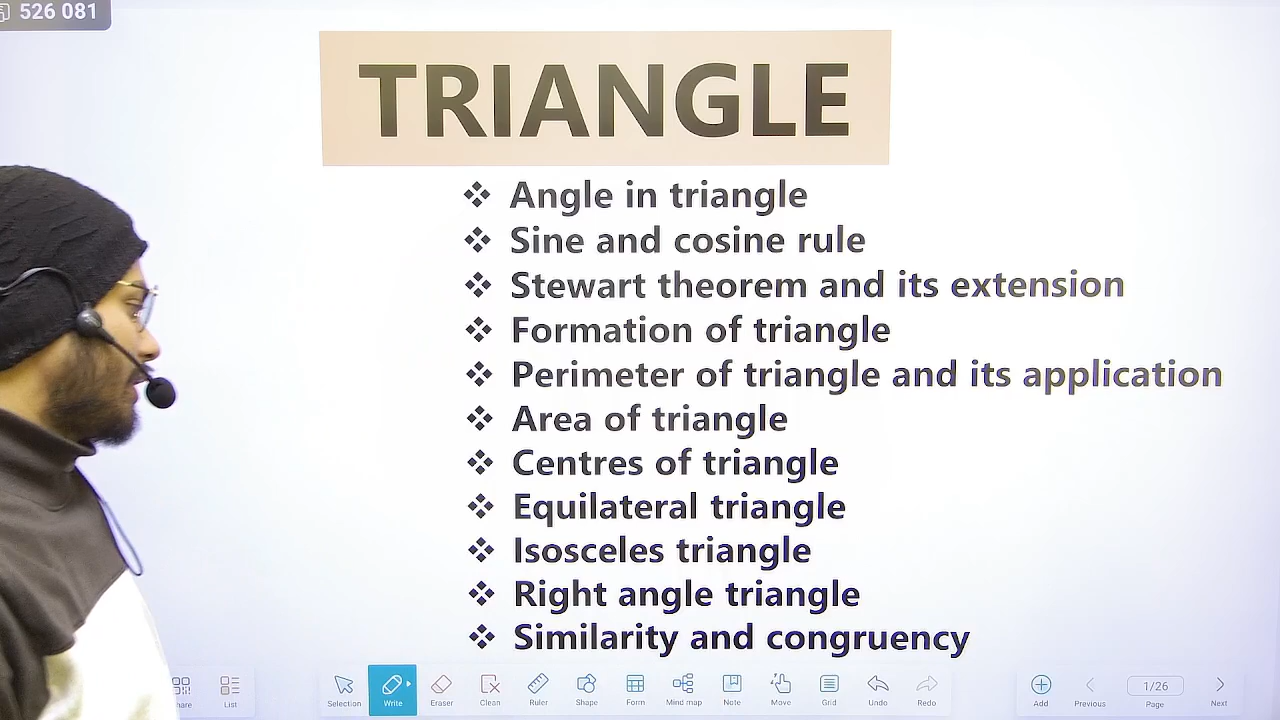 526 081
TRIANGLE
❖ Angle in triangle
❖ Sine and cosine rule
❖ Stewart theorem and its extension
❖ Formation of triangle
❖ Perimeter of triangle and its application
❖ Area of triangle
❖ Centres of triangle
❖ Equilateral triangle
❖ Isosceles triangle
❖ Right angle triangle
❖ Similarity and congruency
List
Selection
Write
Eraser
Clean
Ruler
Shape
Form
Mind map
Note
Move
Grid
Undo
Redo
Add
Previous
1/26
Page
Next